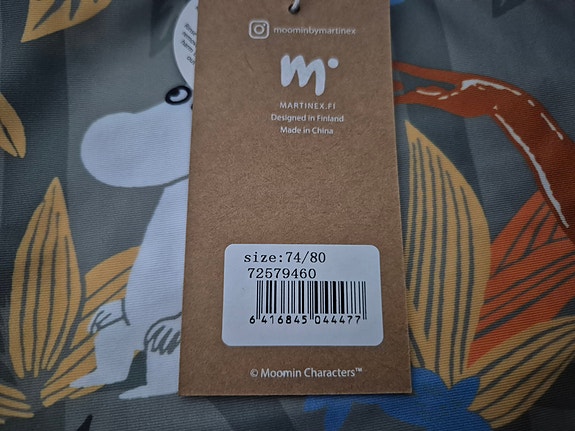 moominbymartinex
m
MARTINEX.FI
Designed in Finland
Made in China
size:74/80
72579460
6 416845 044477
© Moomin Characters™